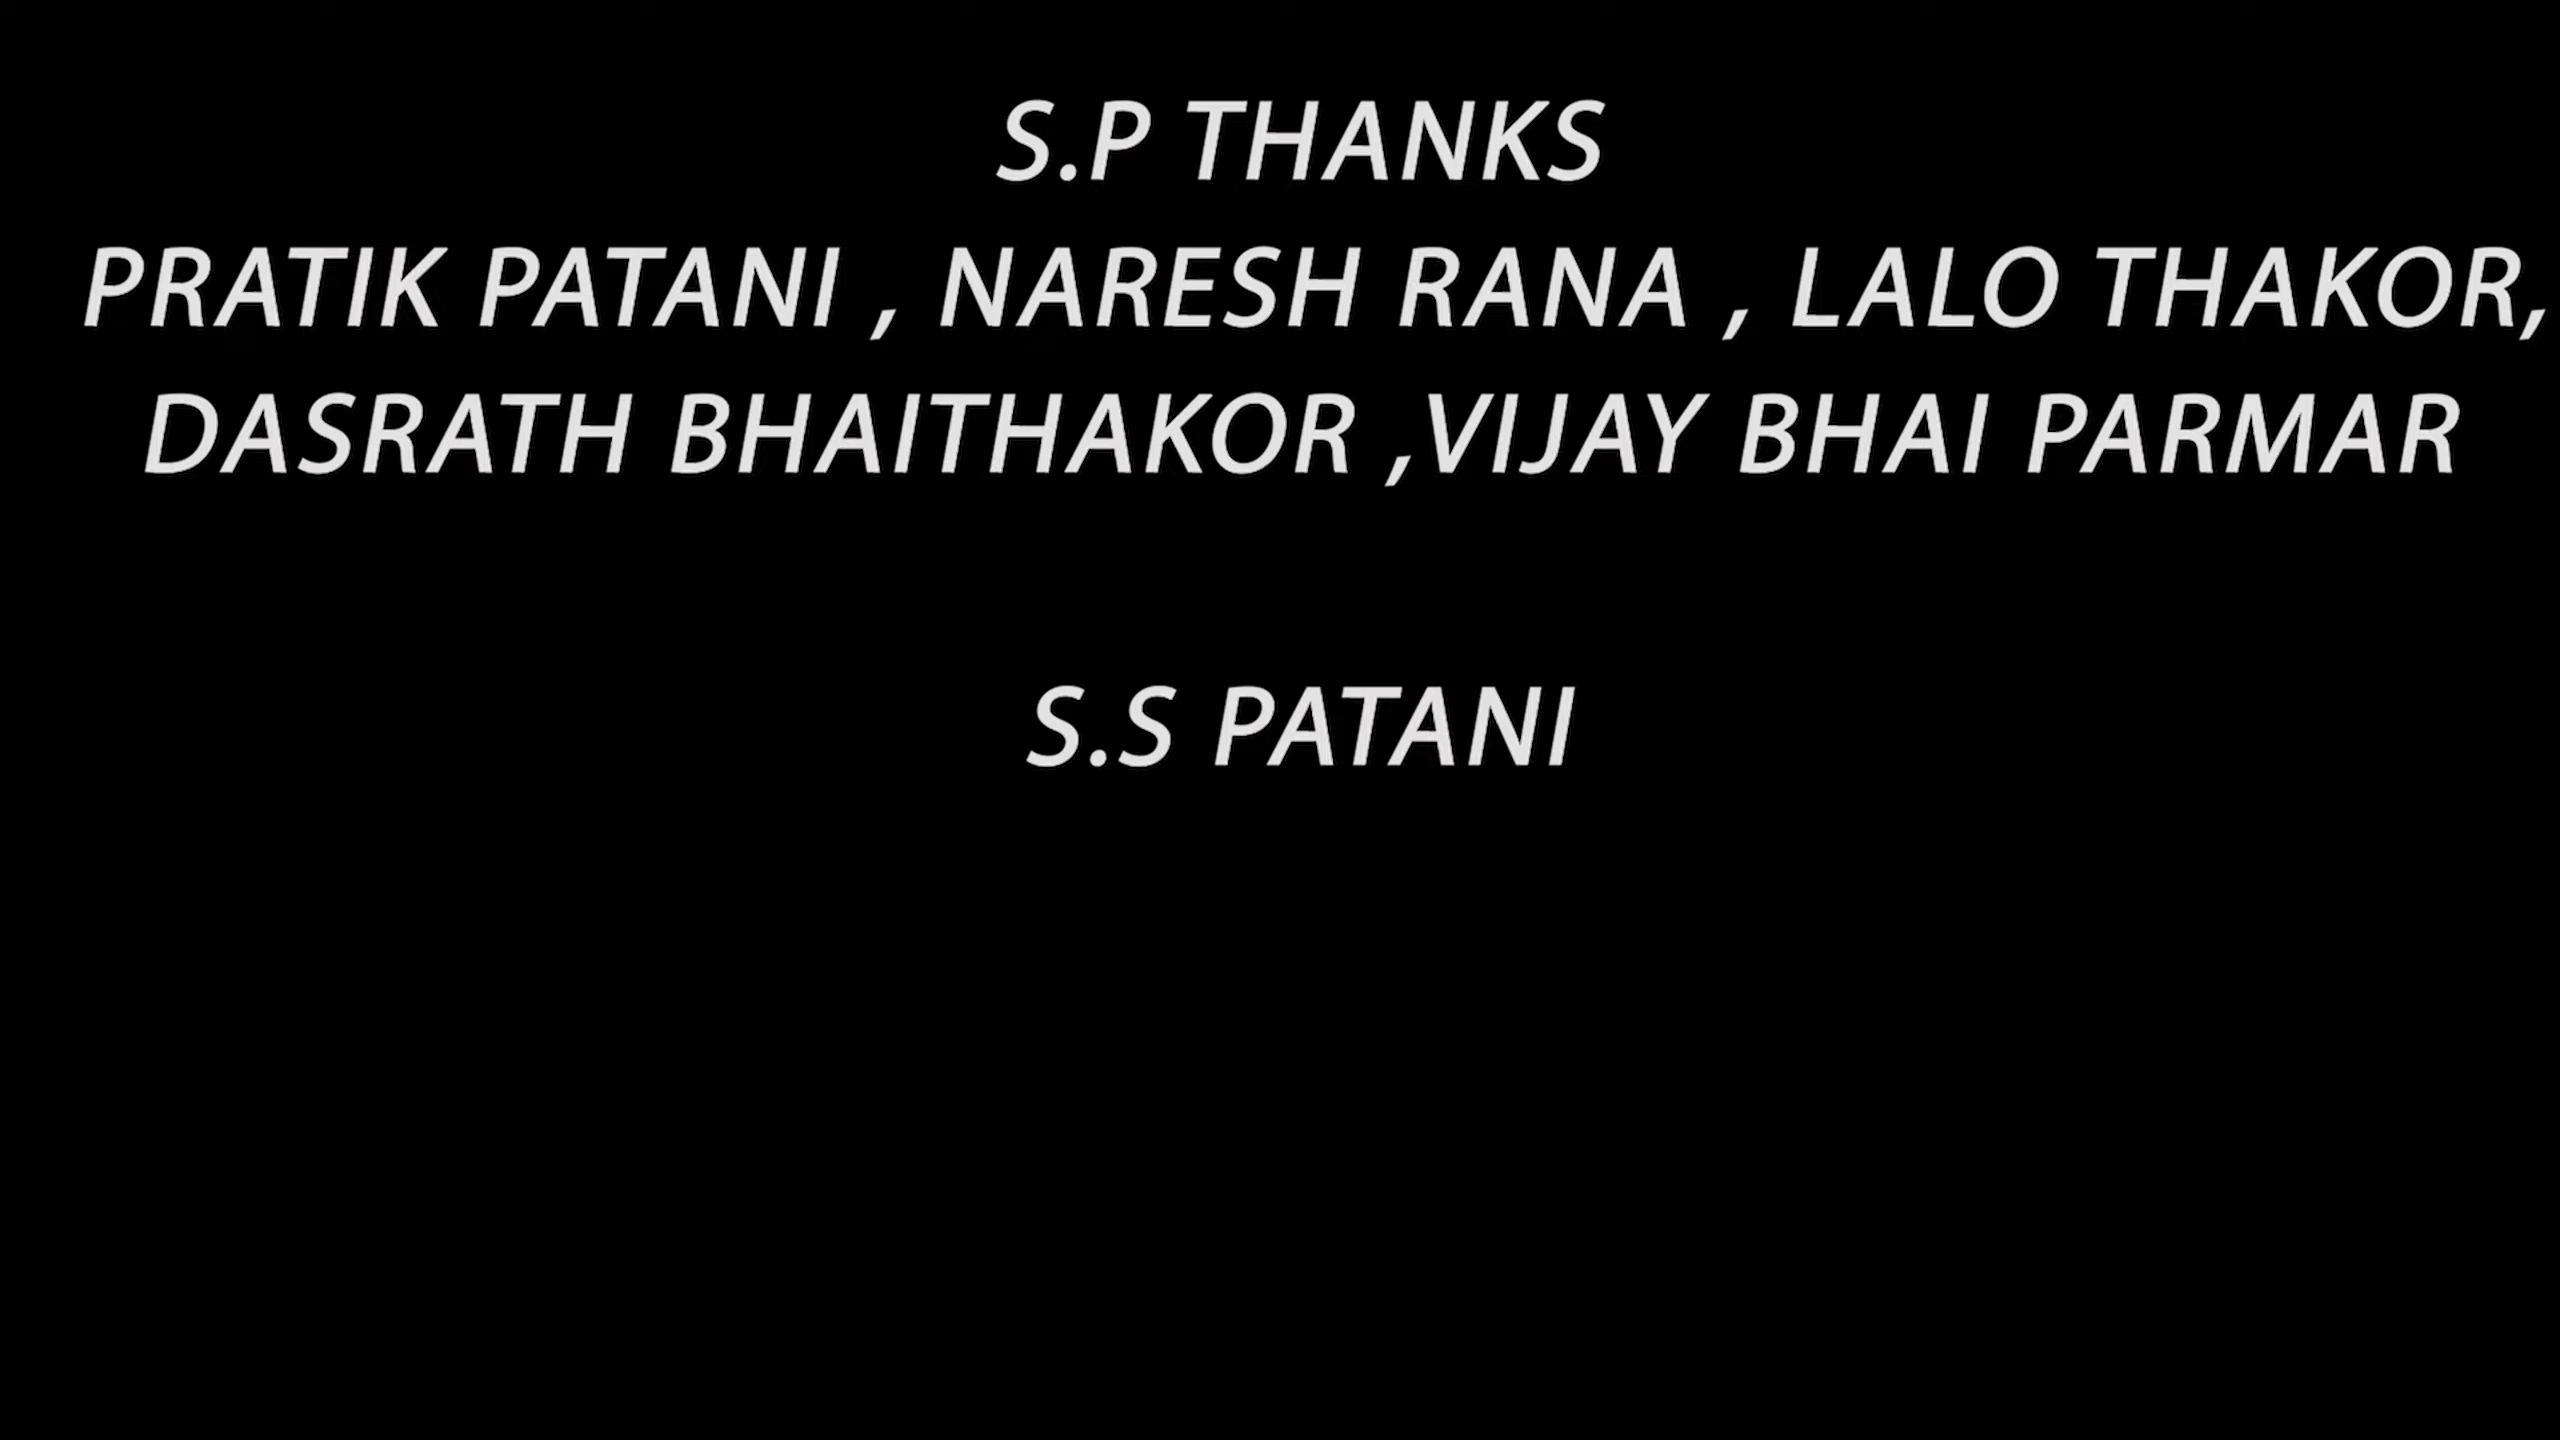 S.P THANKS
PRATIK PATANI , NARESH RANA , LALO THAKOR,
DASRATH BHAITHAKOR ,VIJAY BHAI PARMAR
S.S PATANI